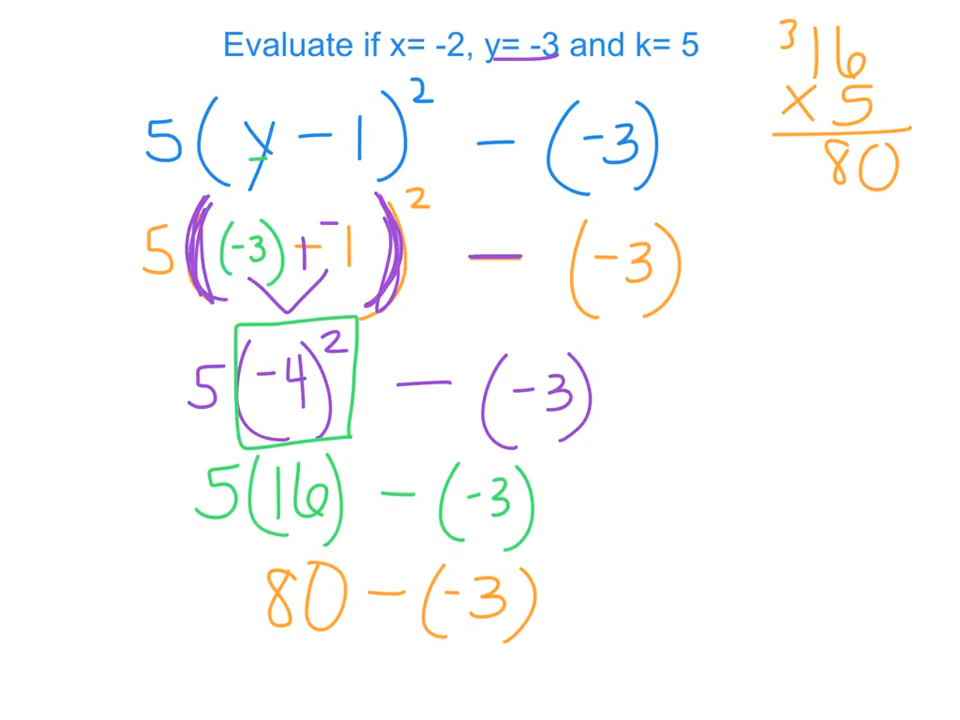 Evaluate if x= -2, y= -3 and k= 5
5(y - 1)² - (-3)
5((-3) + -1)² - (-3)
5(-4)² - (-3)
5(16) - (-3)
80 - (-3)
³16
× 5
80